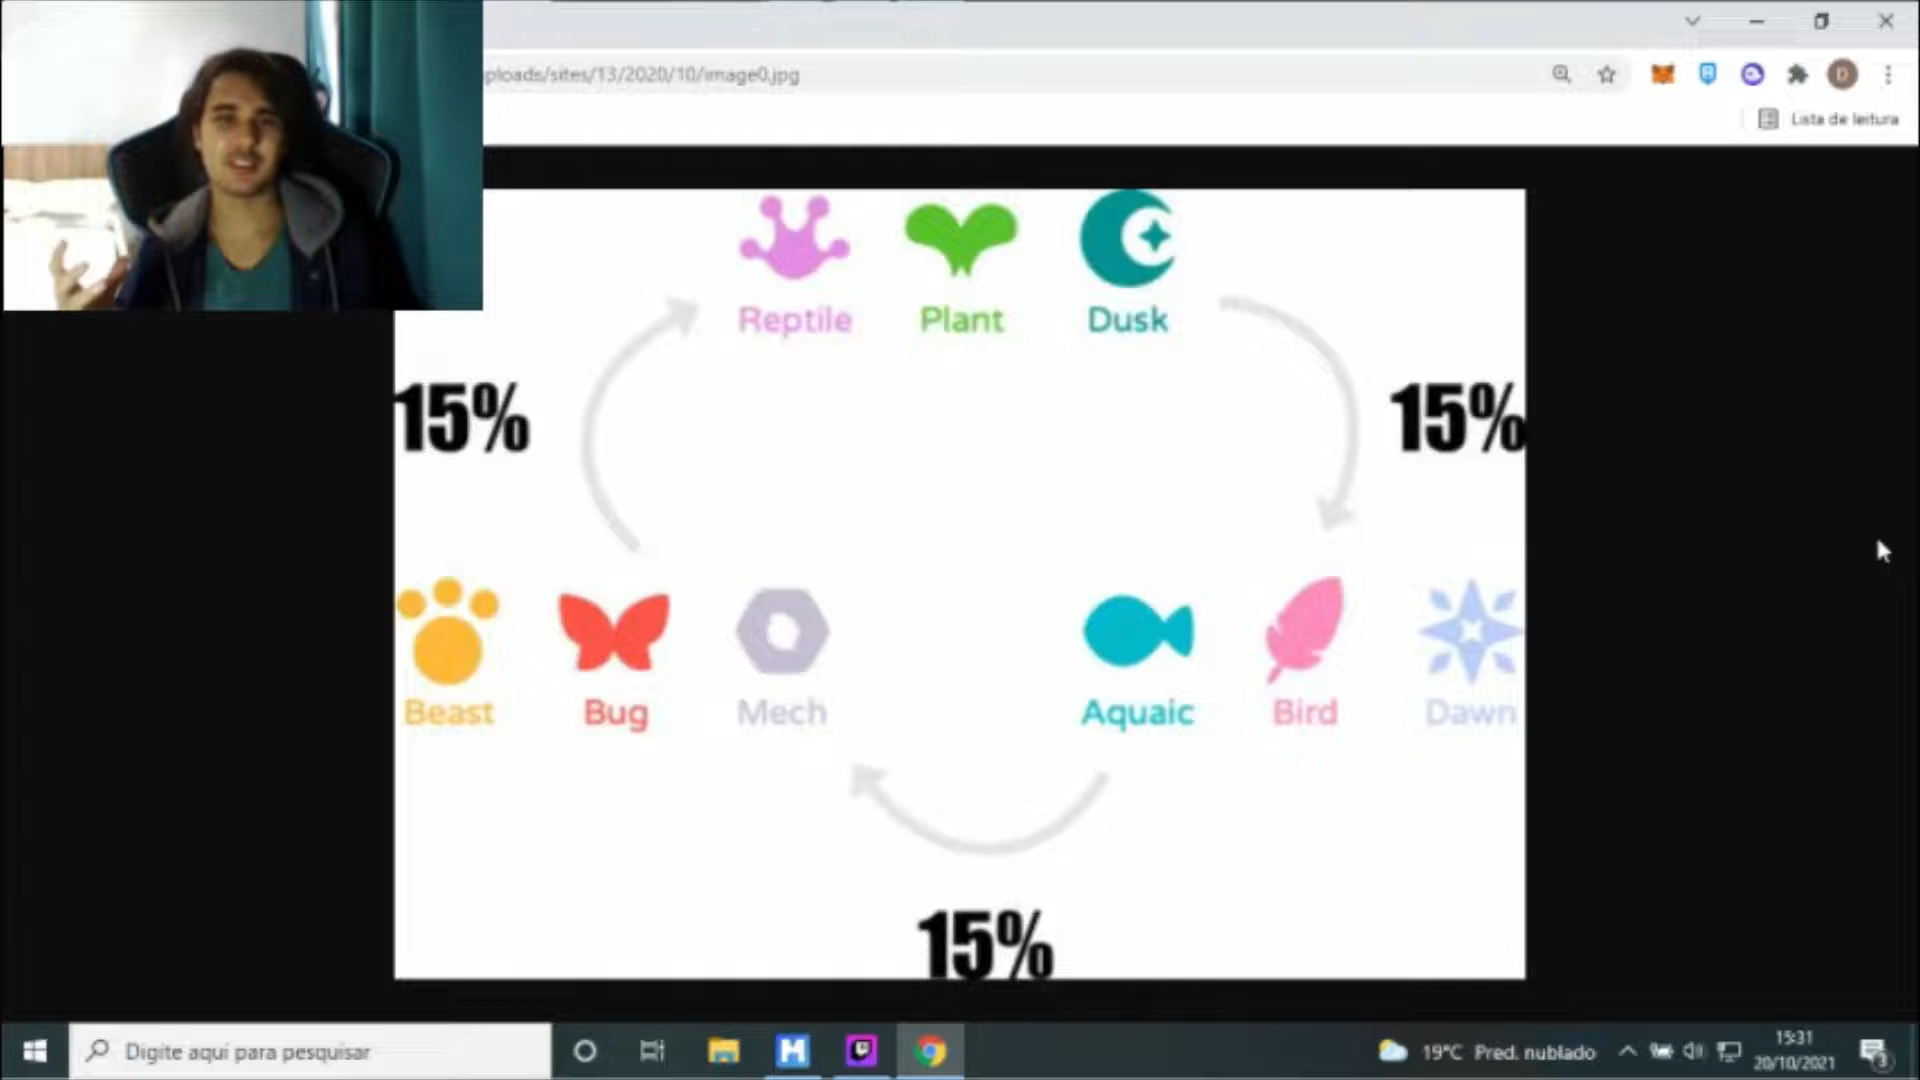 ploads/sites/13/2020/10/image0.jpg
D
Lista de leitura
Reptile Plant Dusk
15% 15%
Beast Bug Mech Aquaic Bird Dawn
15%
Digite aqui para pesquisar
19°C Pred. nublado
15:31
20/10/2021
3